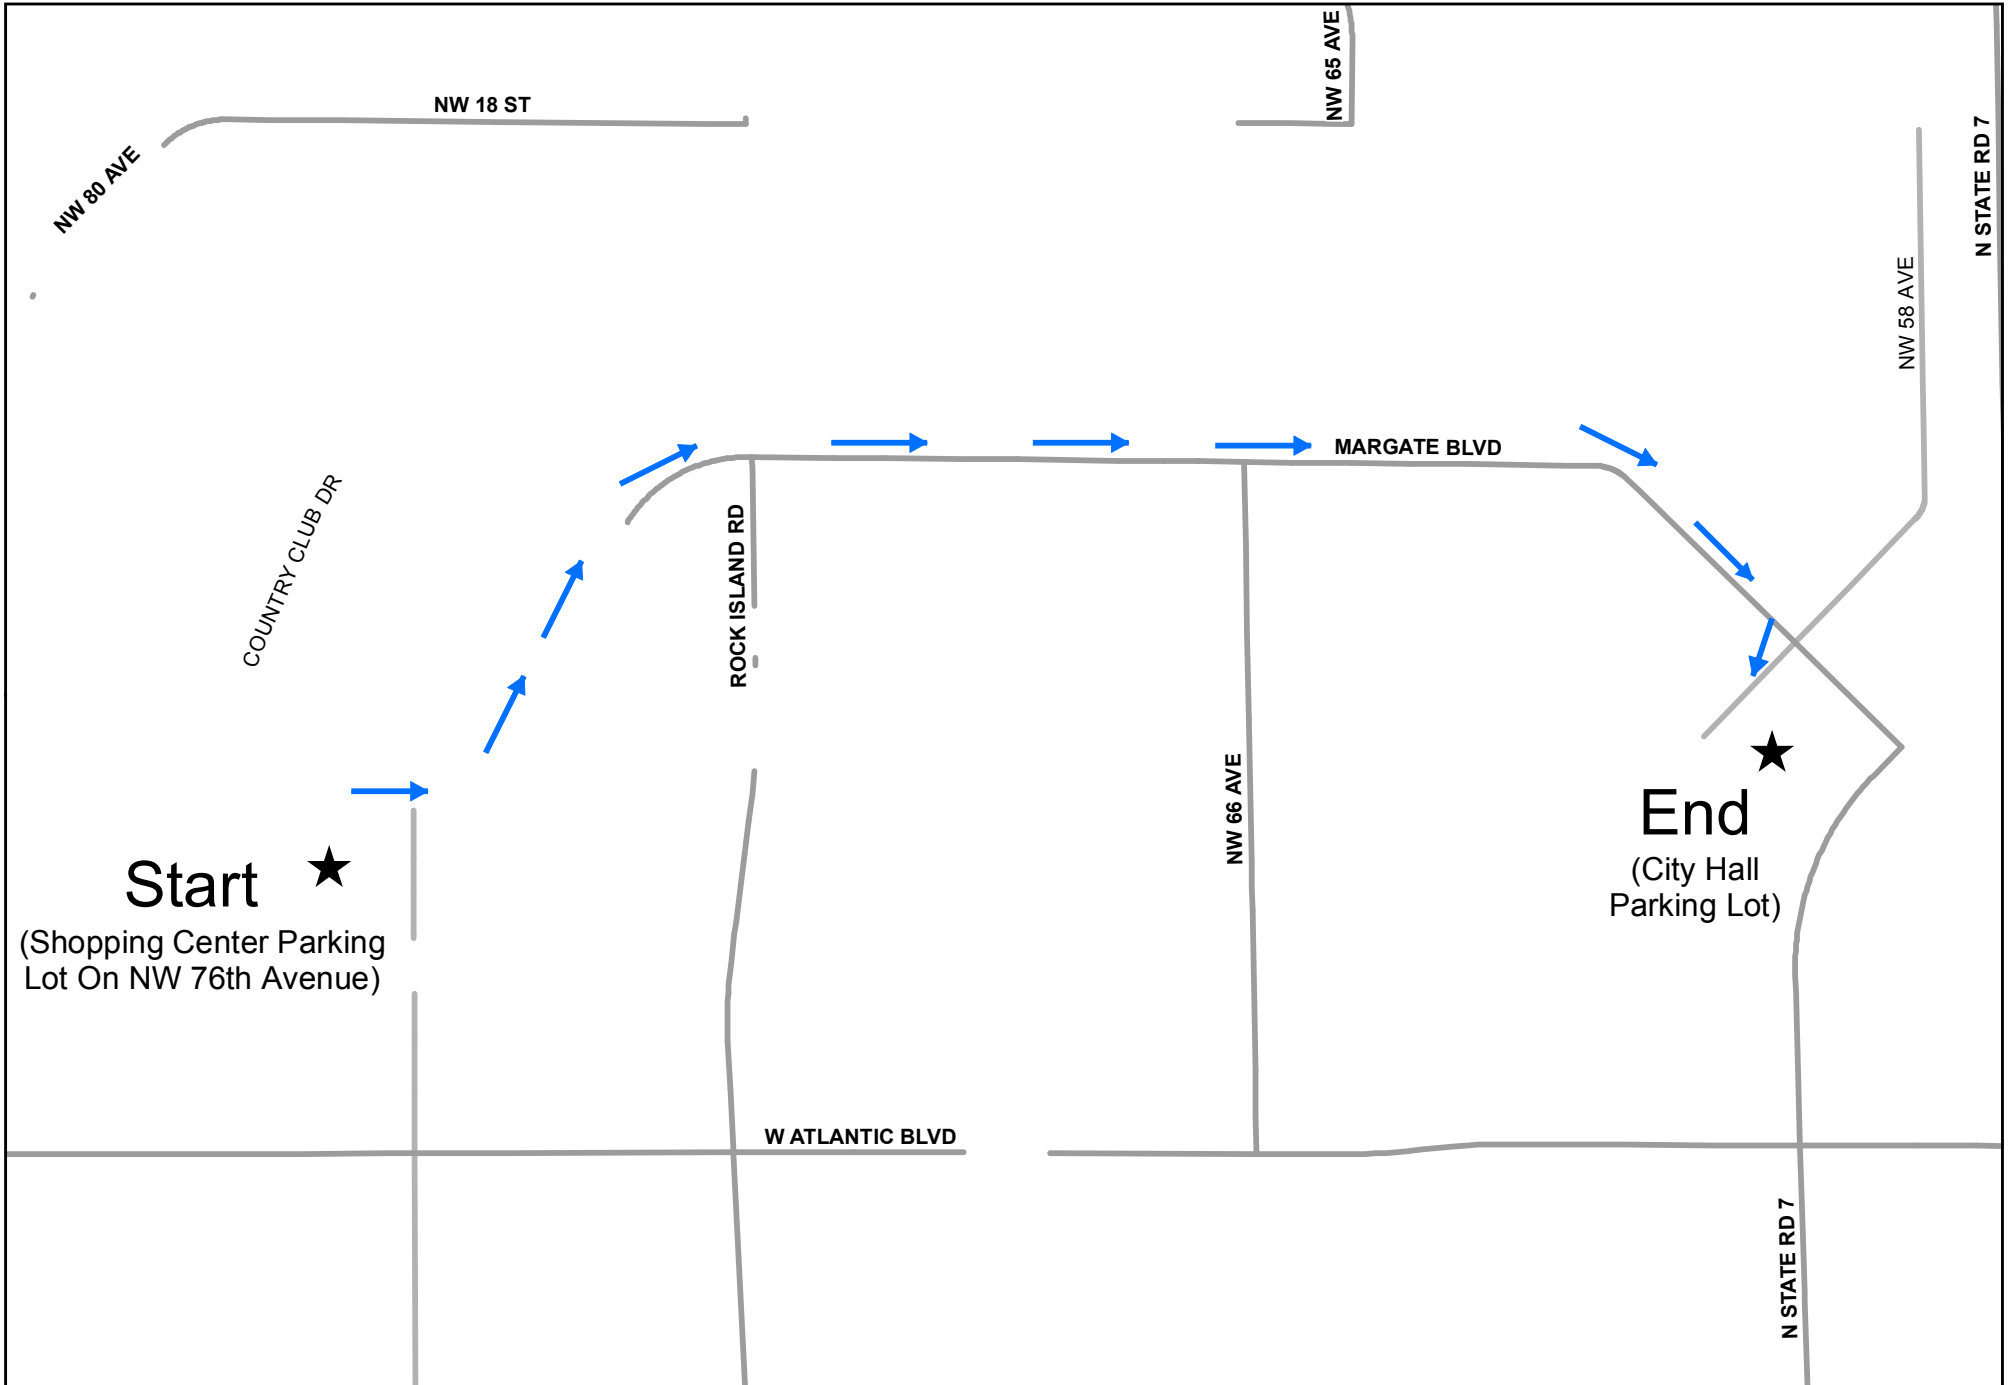 NW 65 AVE
NW 18 ST
NW 80 AVE
N STATE RD 7
NW 58 AVE
MARGATE BLVD
COUNTRY CLUB DR
ROCK ISLAND RD
NW 66 AVE
End
(City Hall
Parking Lot)
Start
(Shopping Center Parking
Lot On NW 76th Avenue)
W ATLANTIC BLVD
N STATE RD 7